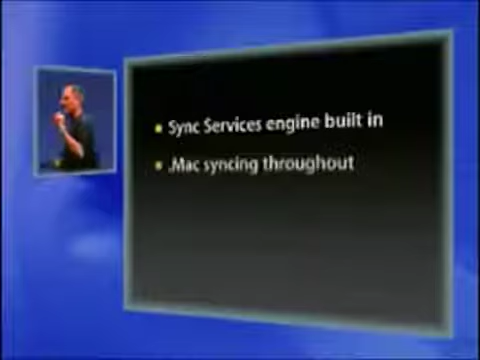 Sync Services engine built in
.Mac syncing throughout